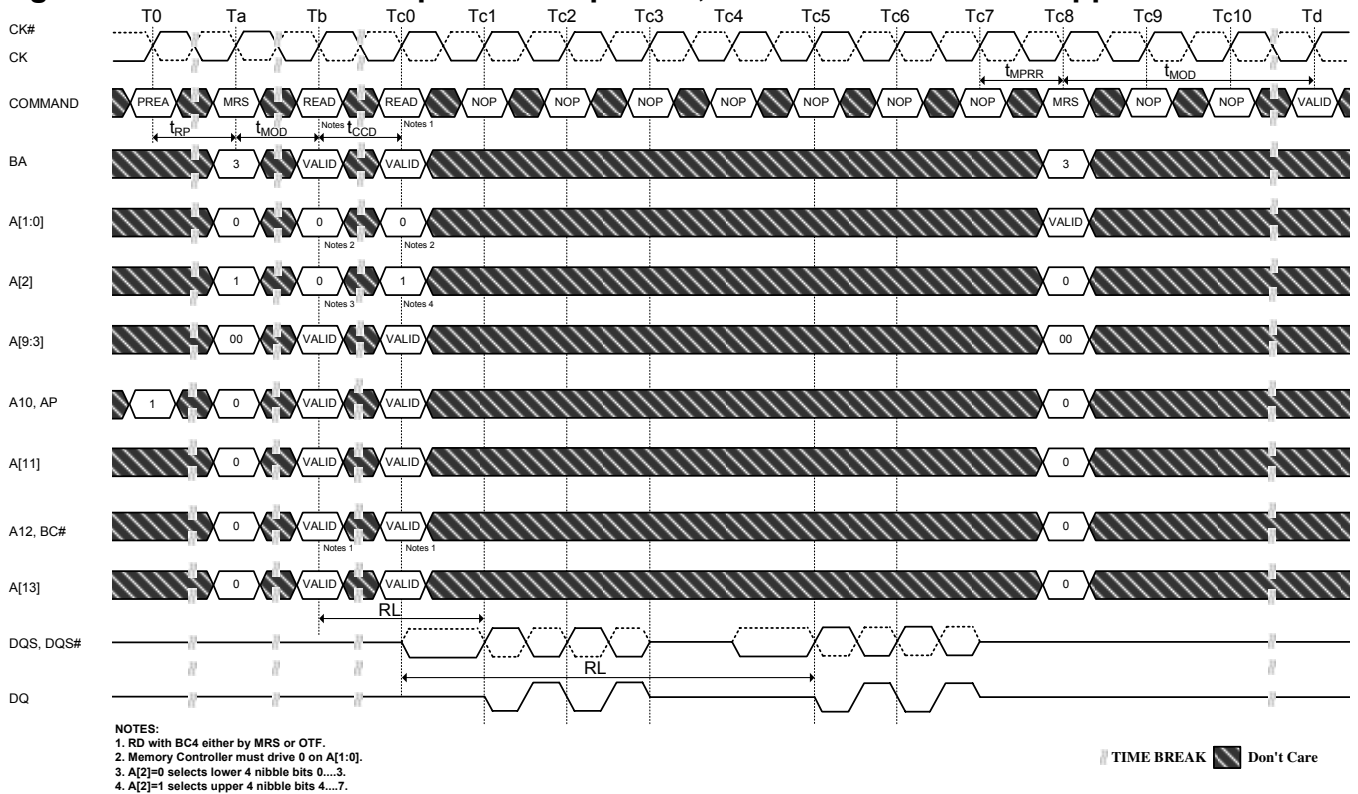 T0 Ta Tb Tc0 Tc1 Tc2 Tc3 Tc4 Tc5 Tc6 Tc7 Tc8 Tc9 Tc10 Td
CK#
CK
tMPRR tMOD
COMMAND PREA MRS READ READ NOP NOP NOP NOP NOP NOP NOP MRS NOP NOP VALID
tRP tMOD Notes 1 tCCD Notes 1
BA 3 VALID VALID 3
A[1:0] 0 0 0 VALID
Notes 2 Notes 2
A[2] 1 0 1 0
Notes 3 Notes 4
A[9:3] 00 VALID VALID 00
A10, AP 1 0 VALID VALID 0
A[11] 0 VALID VALID 0
A12, BC# 0 VALID VALID 0
Notes 1 Notes 1
A[13] 0 VALID VALID 0
RL
DQS, DQS#
RL
DQ
NOTES:
1. RD with BC4 either by MRS or OTF.
2. Memory Controller must drive 0 on A[1:0].
3. A[2]=0 selects lower 4 nibble bits 0....3.
4. A[2]=1 selects upper 4 nibble bits 4....7.
TIME BREAK Don't Care